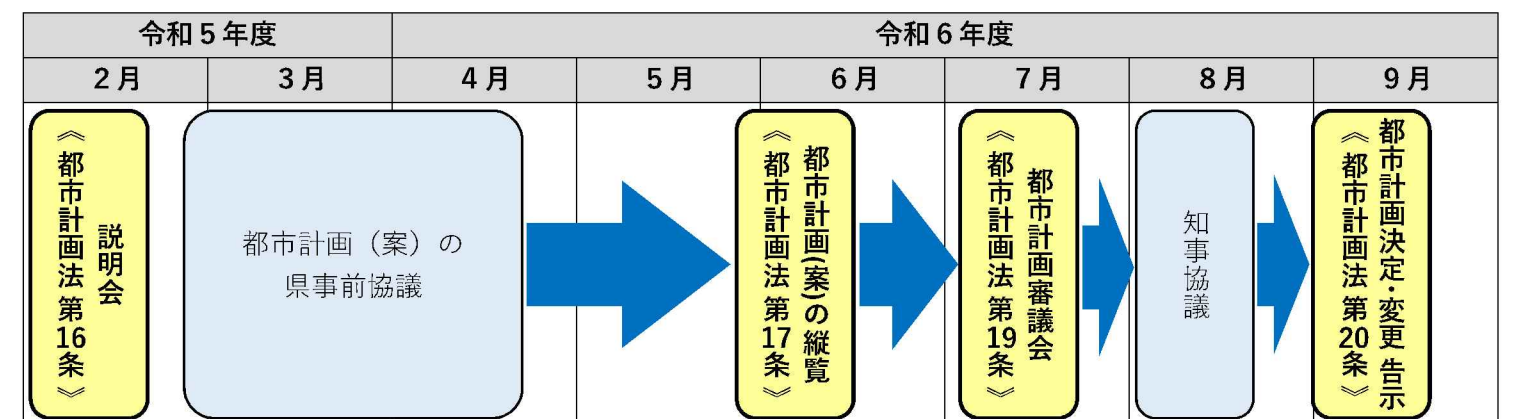 令和5年度
令和6年度
2月
3月
4月
5月
6月
7月
8月
9月
説明会
《都市計画法 第16条》
都市計画（案）の
県事前協議
都市計画(案)の縦覧
《都市計画法 第17条》
都市計画審議会
《都市計画法 第19条》
知事協議
都市計画決定・変更 告示
《都市計画法 第20条》